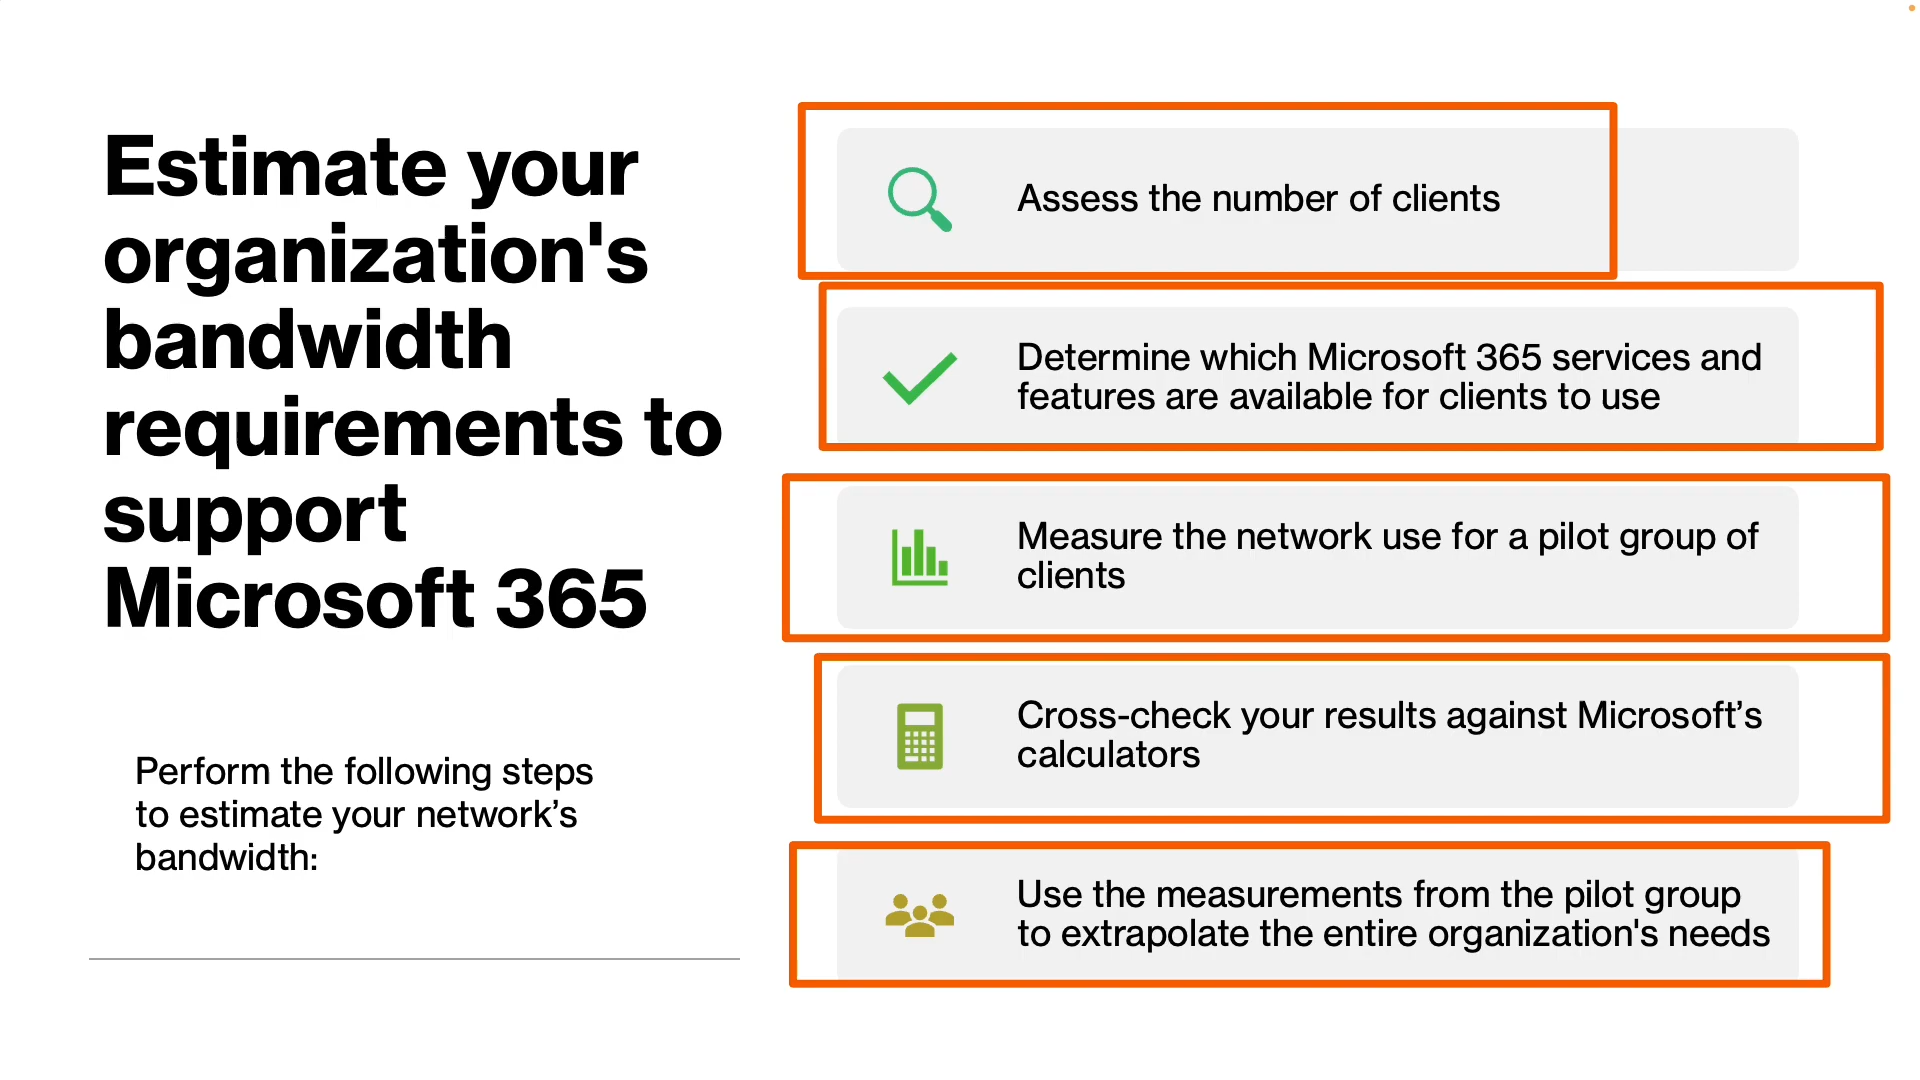 Estimate your
organization's
bandwidth
requirements to
support
Microsoft 365
Perform the following steps
to estimate your network’s
bandwidth:
Assess the number of clients
Determine which Microsoft 365 services and
features are available for clients to use
Measure the network use for a pilot group of
clients
Cross-check your results against Microsoft’s
calculators
Use the measurements from the pilot group
to extrapolate the entire organization's needs